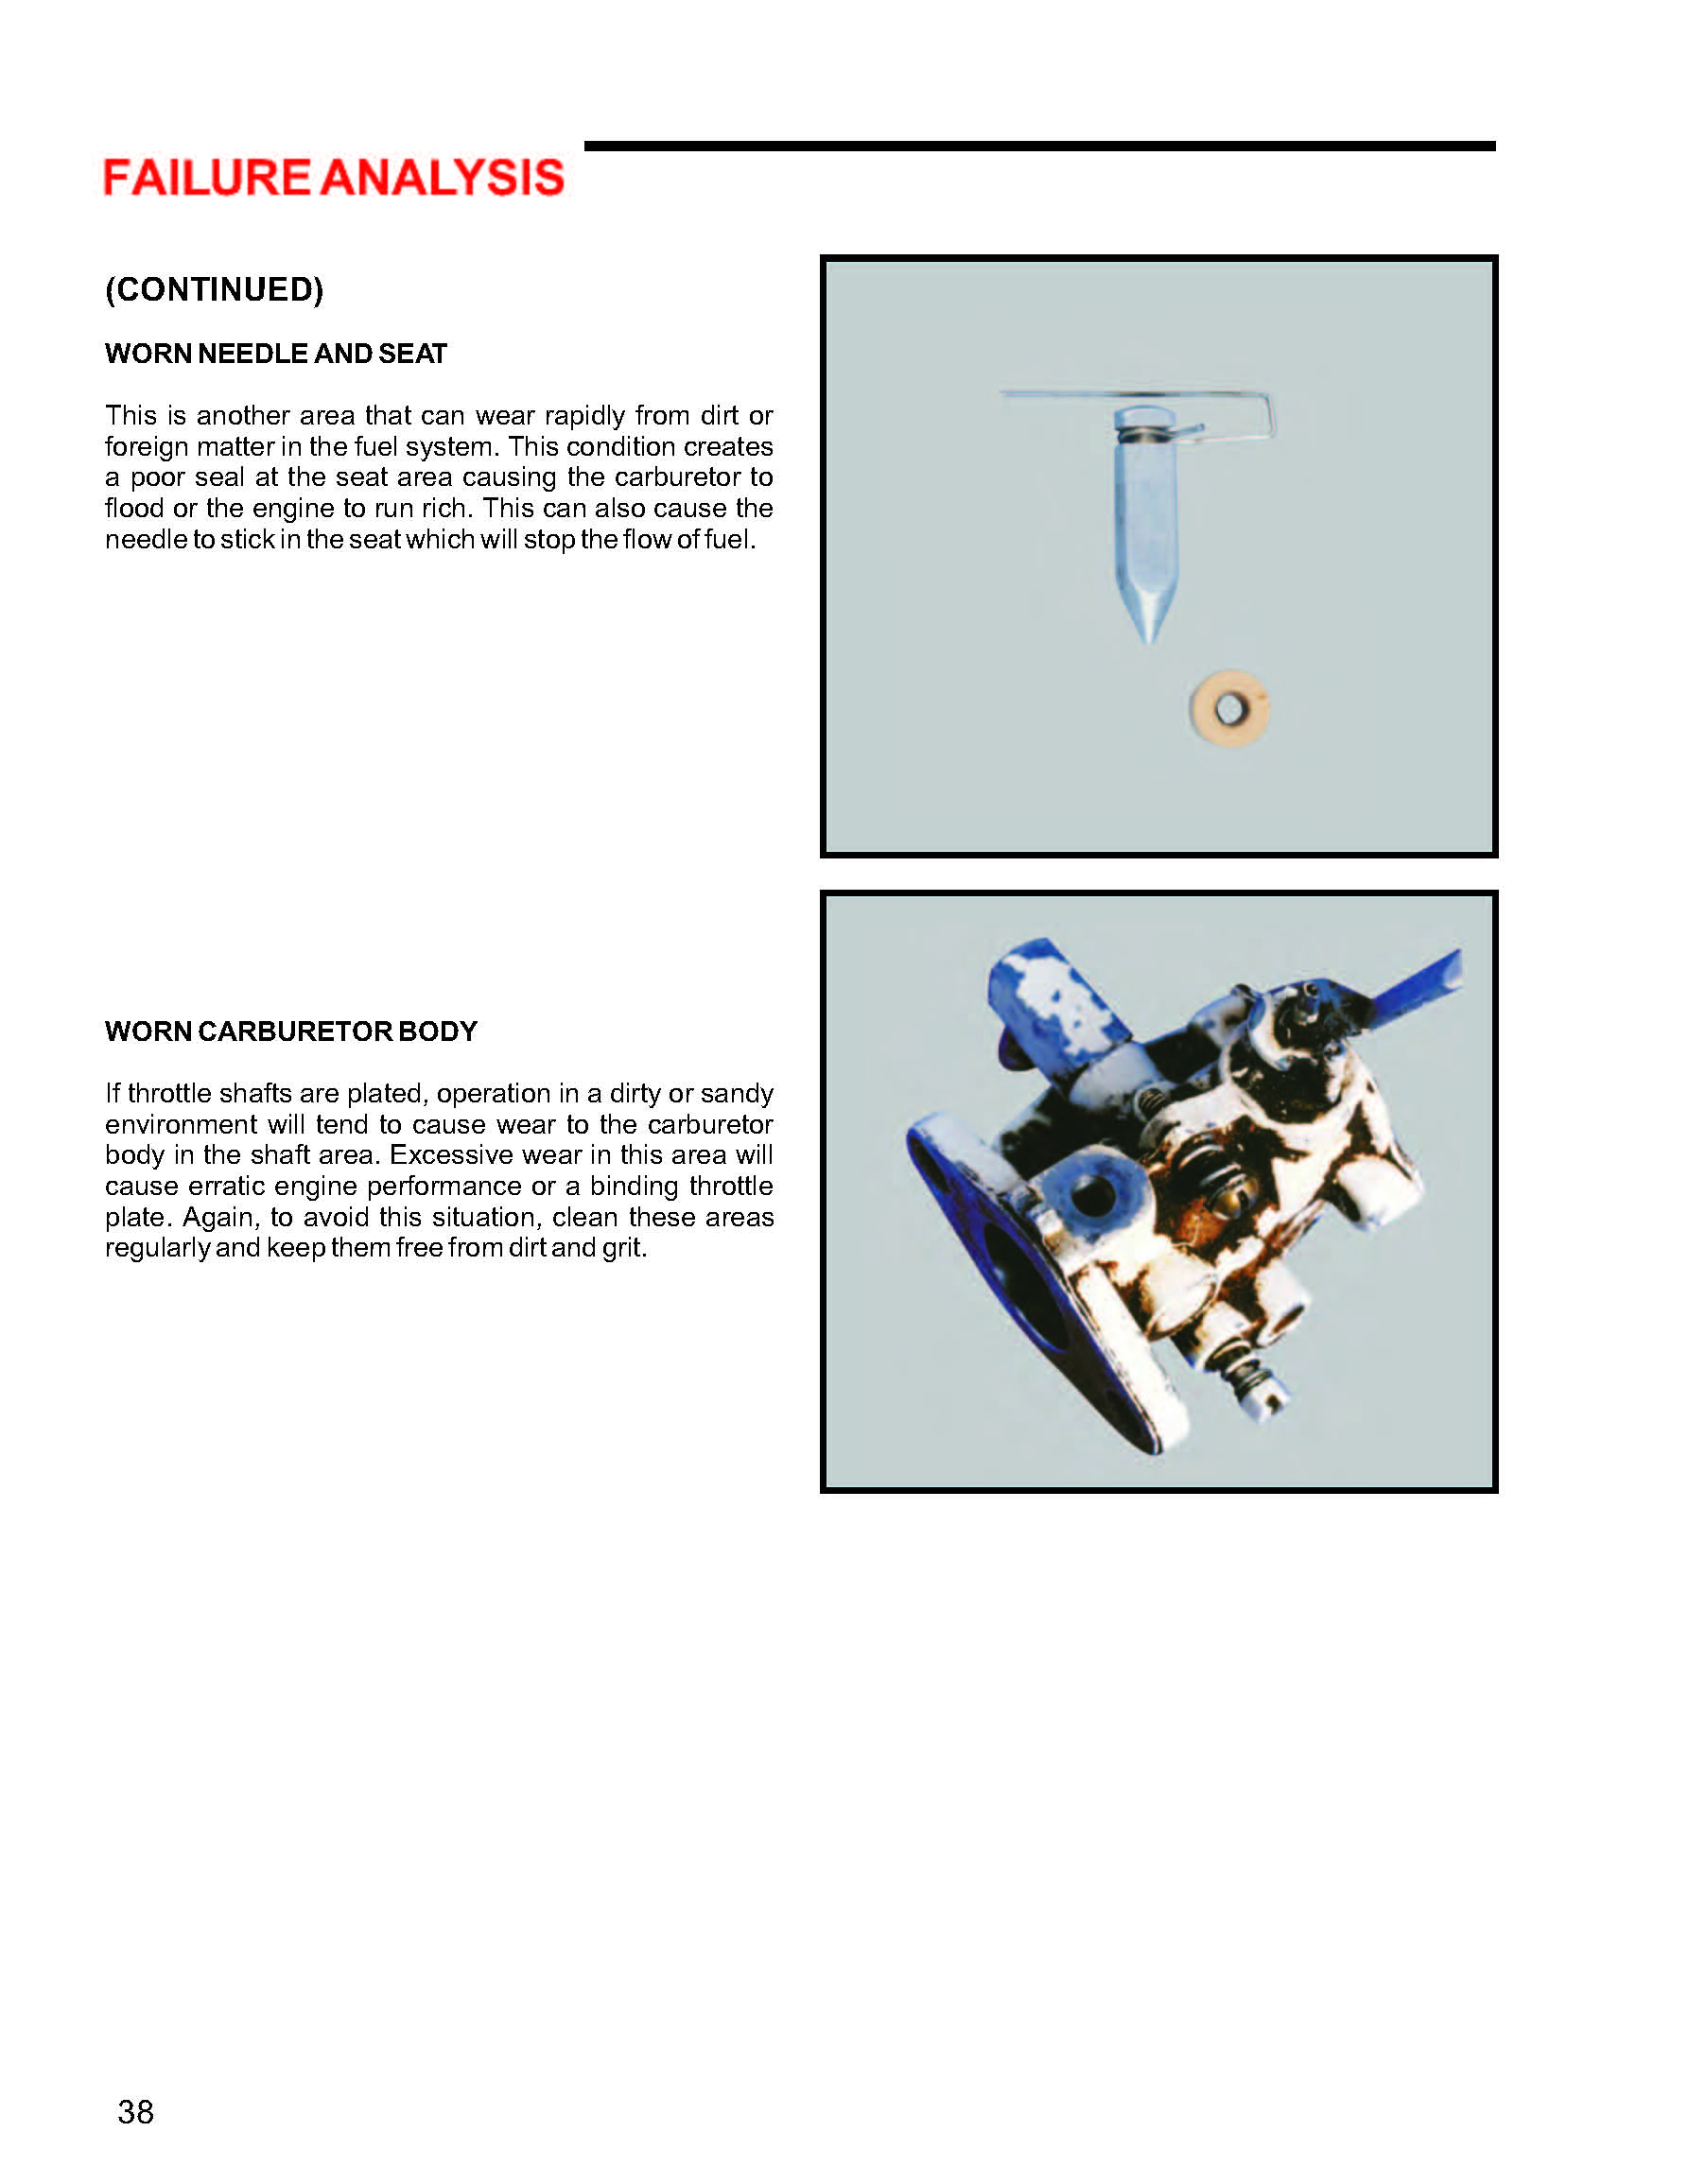 FAILURE ANALYSIS
(CONTINUED)
WORN NEEDLE AND SEAT
This is another area that can wear rapidly from dirt or
foreign matter in the fuel system. This condition creates
a poor seal at the seat area causing the carburetor to
flood or the engine to run rich. This can also cause the
needle to stick in the seat which will stop the flow of fuel.
WORN CARBURETOR BODY
If throttle shafts are plated, operation in a dirty or sandy
environment will tend to cause wear to the carburetor
body in the shaft area. Excessive wear in this area will
cause erratic engine performance or a binding throttle
plate. Again, to avoid this situation, clean these areas
regularly and keep them free from dirt and grit.
38